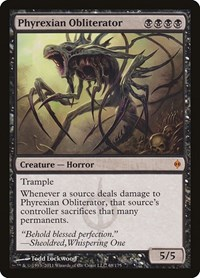 Phyrexian Obliterator
Creature — Horror
Trample
Whenever a source deals damage to
Phyrexian Obliterator, that source's
controller sacrifices that many
permanents.
"Behold blessed perfection."
—Sheoldred, Whispering One
Todd Lockwood
5/5